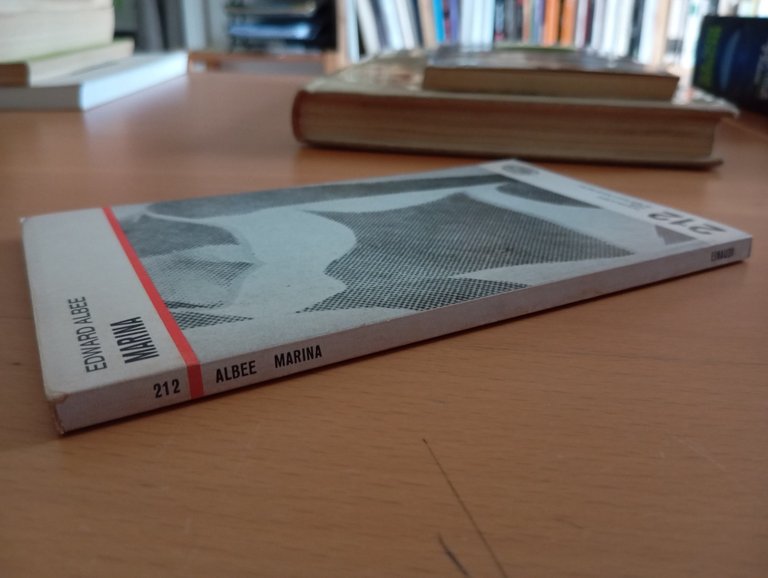 EDWARD ALBEE
MARINA
212
212 ALBEE MARINA
EINAUDI